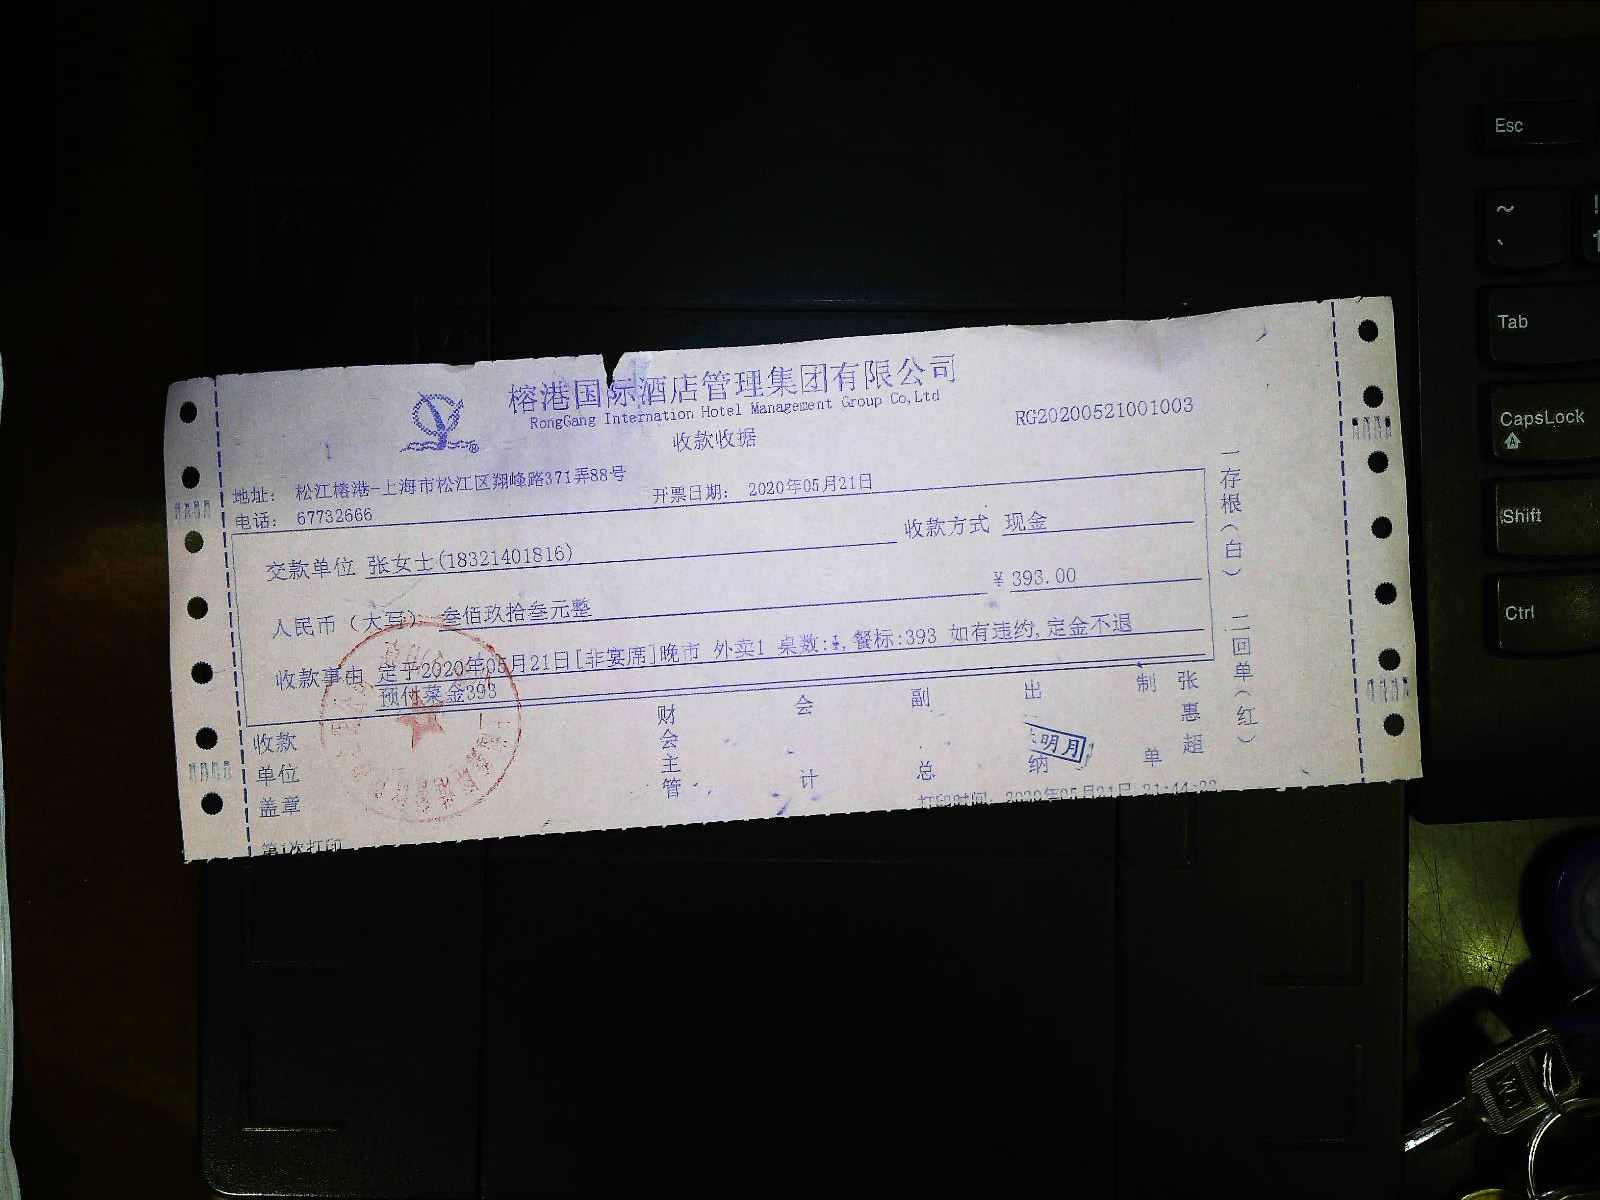 榕港国际酒店管理集团有限公司
RongGang Internation Hotel Management Group Co,Ltd
收款收据
RG20200521001003
地址： 松江榕港-上海市松江区翔峰路371弄88号
电话： 67732666
开票日期： 2020年05月21日
交款单位 张女士(18321401816)
收款方式 现金
人民币（大写） 叁佰玖拾叁元整
¥ 393.00
收款事由 定于2020年05月21日[非宴席]晚市 外卖1 桌数:1,餐标:393 如有违约,定金不退
预付菜金393
收款单位盖章
财会主管
会计
副总
出纳
明月
制单
张惠超
一存根（白） 二回单（红）
第1次打印
打印时间: 2020年05月21日 21:44:22
Esc
~
、
!
Tab
CapsLock
Shift
Ctrl